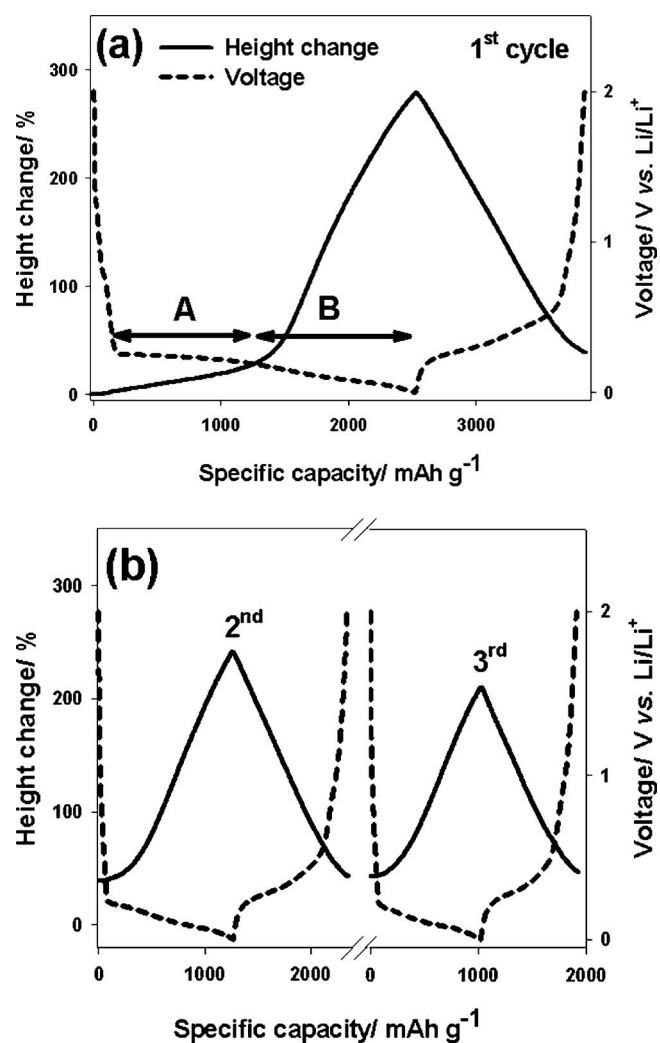 (a)
Height change
Voltage
1st cycle
300
200
100
0
Height change/ %
2
1
0
Voltage/ V vs. Li/Li+
A
B
0 1000 2000 3000
Specific capacity/ mAh g-1
(b)
2nd
3rd
300
200
100
0
Height change/ %
2
1
0
Voltage/ V vs. Li/Li+
0 1000 2000 0 1000 2000
Specific capacity/ mAh g-1